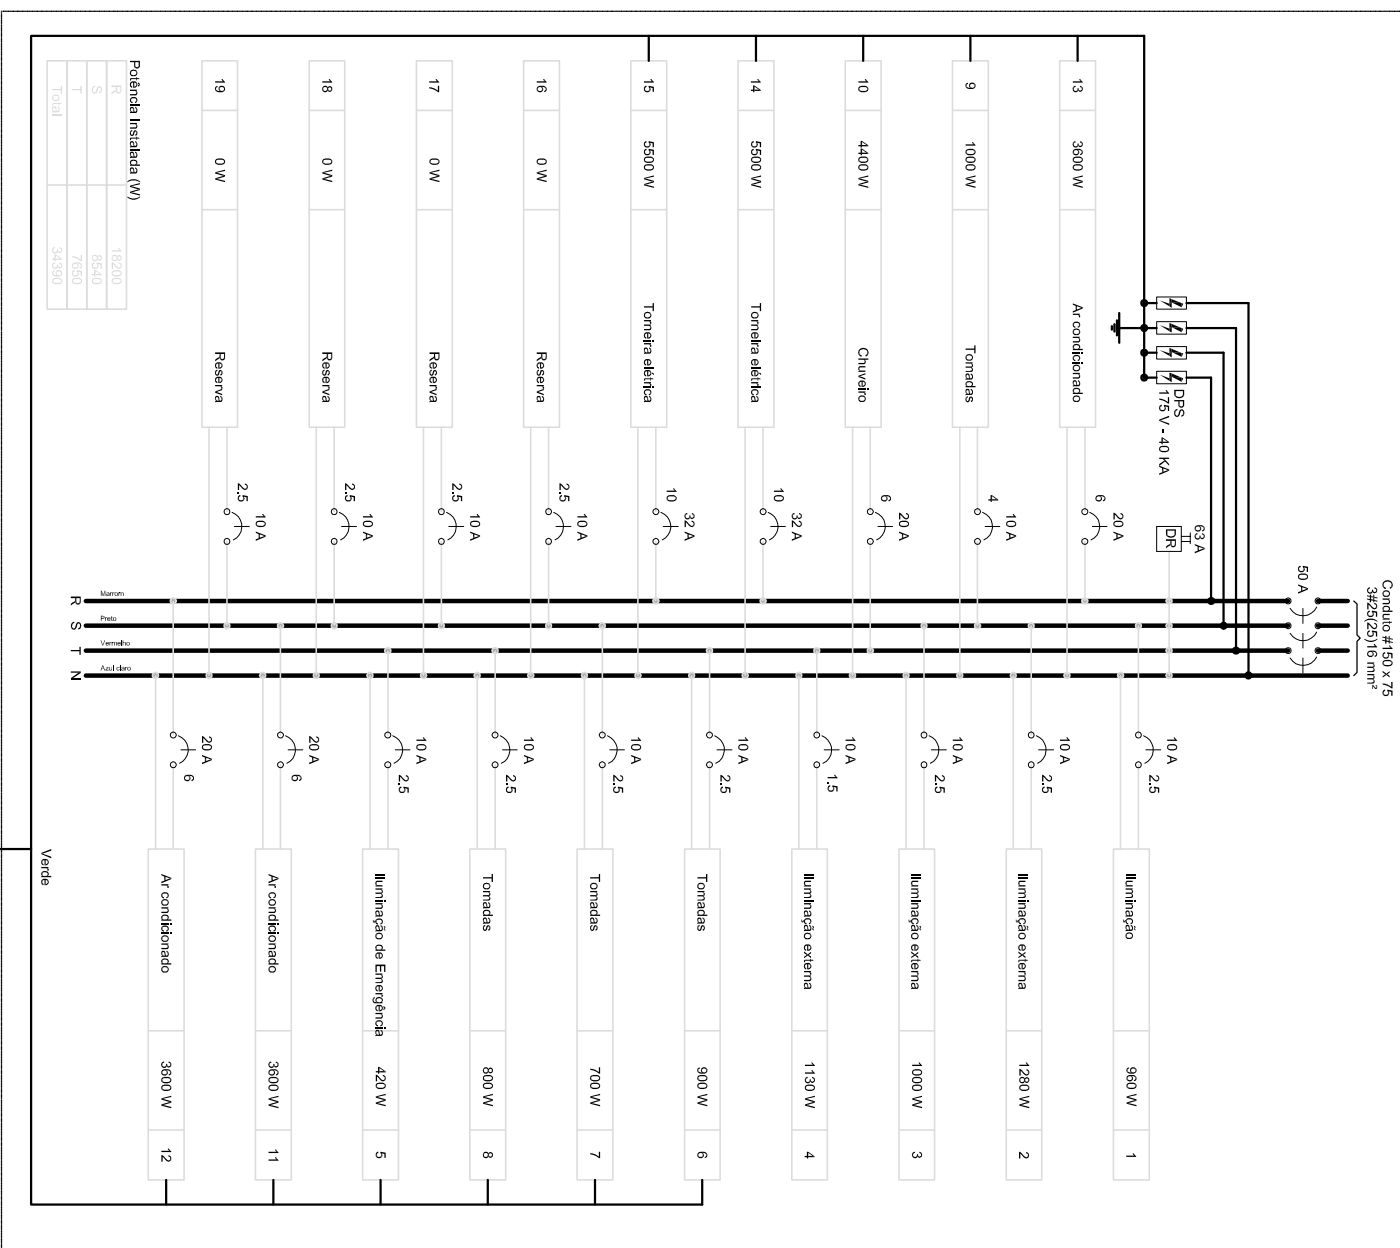 Conduto #150 x 75
3#25(25)16 mm²
50 A
63 A
DR
DPS
175 V - 40 KA
13
3600 W
Ar condicionado
6
20 A
9
1000 W
Tomadas
4
10 A
10
4400 W
Chuveiro
6
20 A
14
5500 W
Torneira elétrica
10
32 A
15
5500 W
Torneira elétrica
10
32 A
16
0 W
Reserva
2.5
10 A
17
0 W
Reserva
2.5
10 A
18
0 W
Reserva
2.5
10 A
19
0 W
Reserva
2.5
10 A
Potência Instalada (W)
R 18200
S 8540
T 7650
Total 34390
R Marrom
S Preto
T Vermelho
N Azul claro
10 A
2.5
Iluminação
960 W
1
10 A
2.5
Iluminação externa
1280 W
2
10 A
2.5
Iluminação externa
1000 W
3
10 A
1.5
Iluminação externa
1130 W
4
10 A
2.5
Tomadas
900 W
6
10 A
2.5
Tomadas
700 W
7
10 A
2.5
Tomadas
800 W
8
10 A
2.5
Iluminação de Emergência
420 W
5
20 A
6
Ar condicionado
3600 W
11
20 A
6
Ar condicionado
3600 W
12
Verde